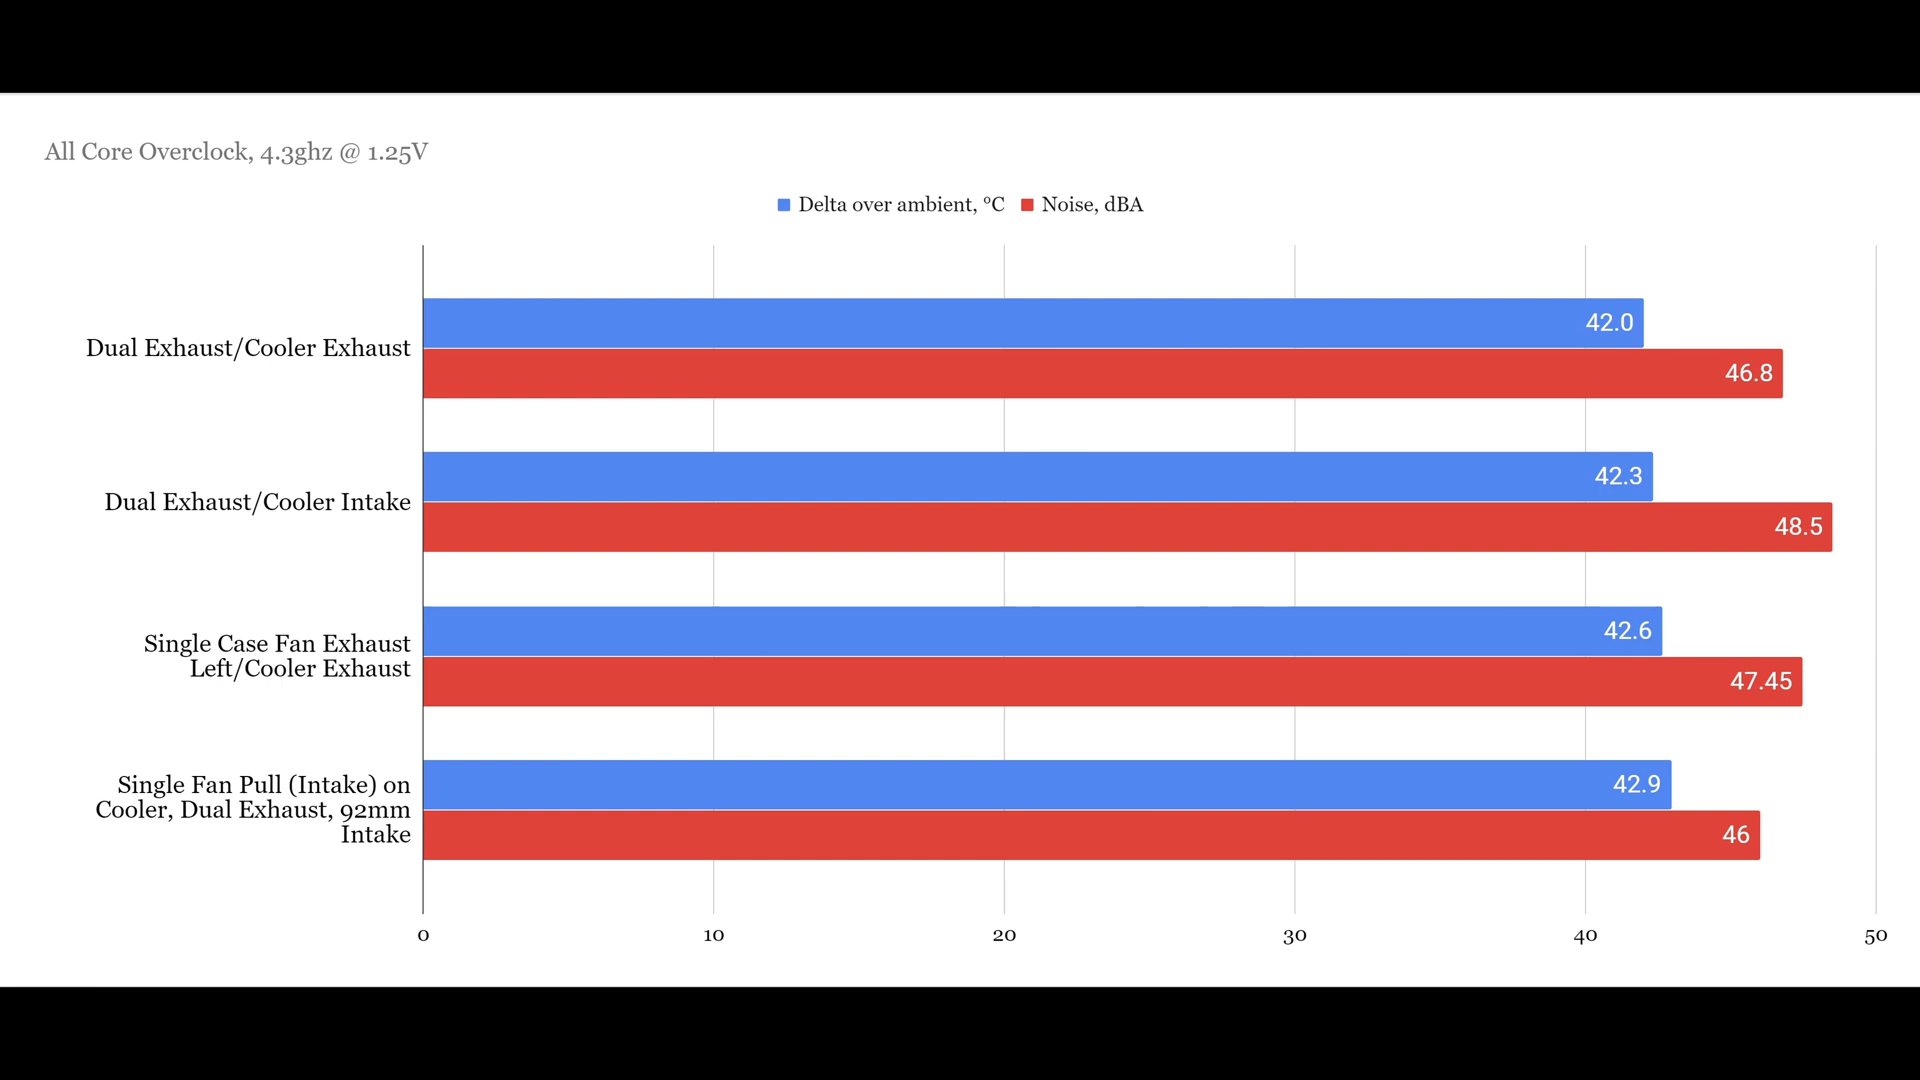 All Core Overclock, 4.3ghz @ 1.25V
Delta over ambient, ºC
Noise, dBA
Dual Exhaust/Cooler Exhaust
42.0
46.8
Dual Exhaust/Cooler Intake
42.3
48.5
Single Case Fan Exhaust
Left/Cooler Exhaust
42.6
47.45
Single Fan Pull (Intake) on
Cooler, Dual Exhaust, 92mm
Intake
42.9
46
0
10
20
30
40
50